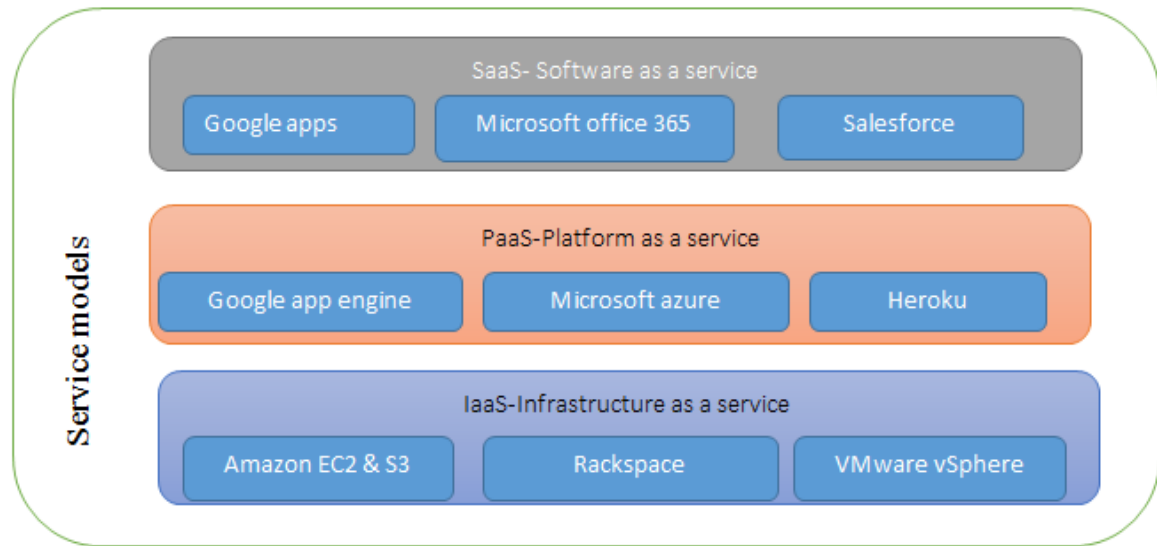 Service models
SaaS- Software as a service
Google apps
Microsoft office 365
Salesforce
PaaS-Platform as a service
Google app engine
Microsoft azure
Heroku
IaaS-Infrastructure as a service
Amazon EC2 & S3
Rackspace
VMware vSphere